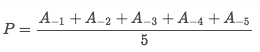 P = \frac{A_{-1} + A_{-2} + A_{-3} + A_{-4} + A_{-5}}{5}